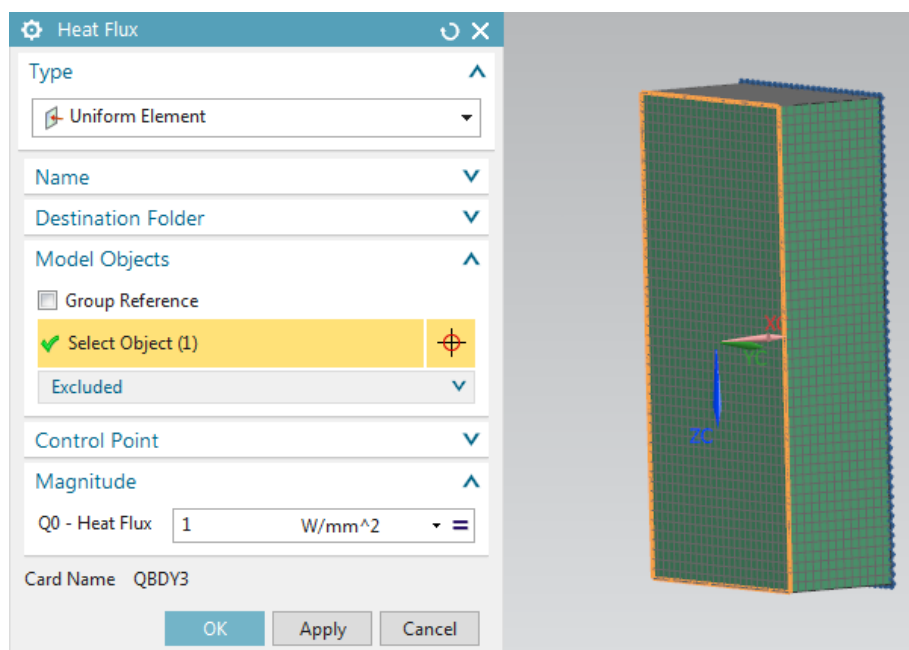 Heat Flux
Type
Uniform Element
Name
Destination Folder
Model Objects
Group Reference
Select Object (1)
Excluded
Control Point
Magnitude
Q0 - Heat Flux 1 W/mm^2
Card Name QBDY3
OK Apply Cancel
YC
ZC